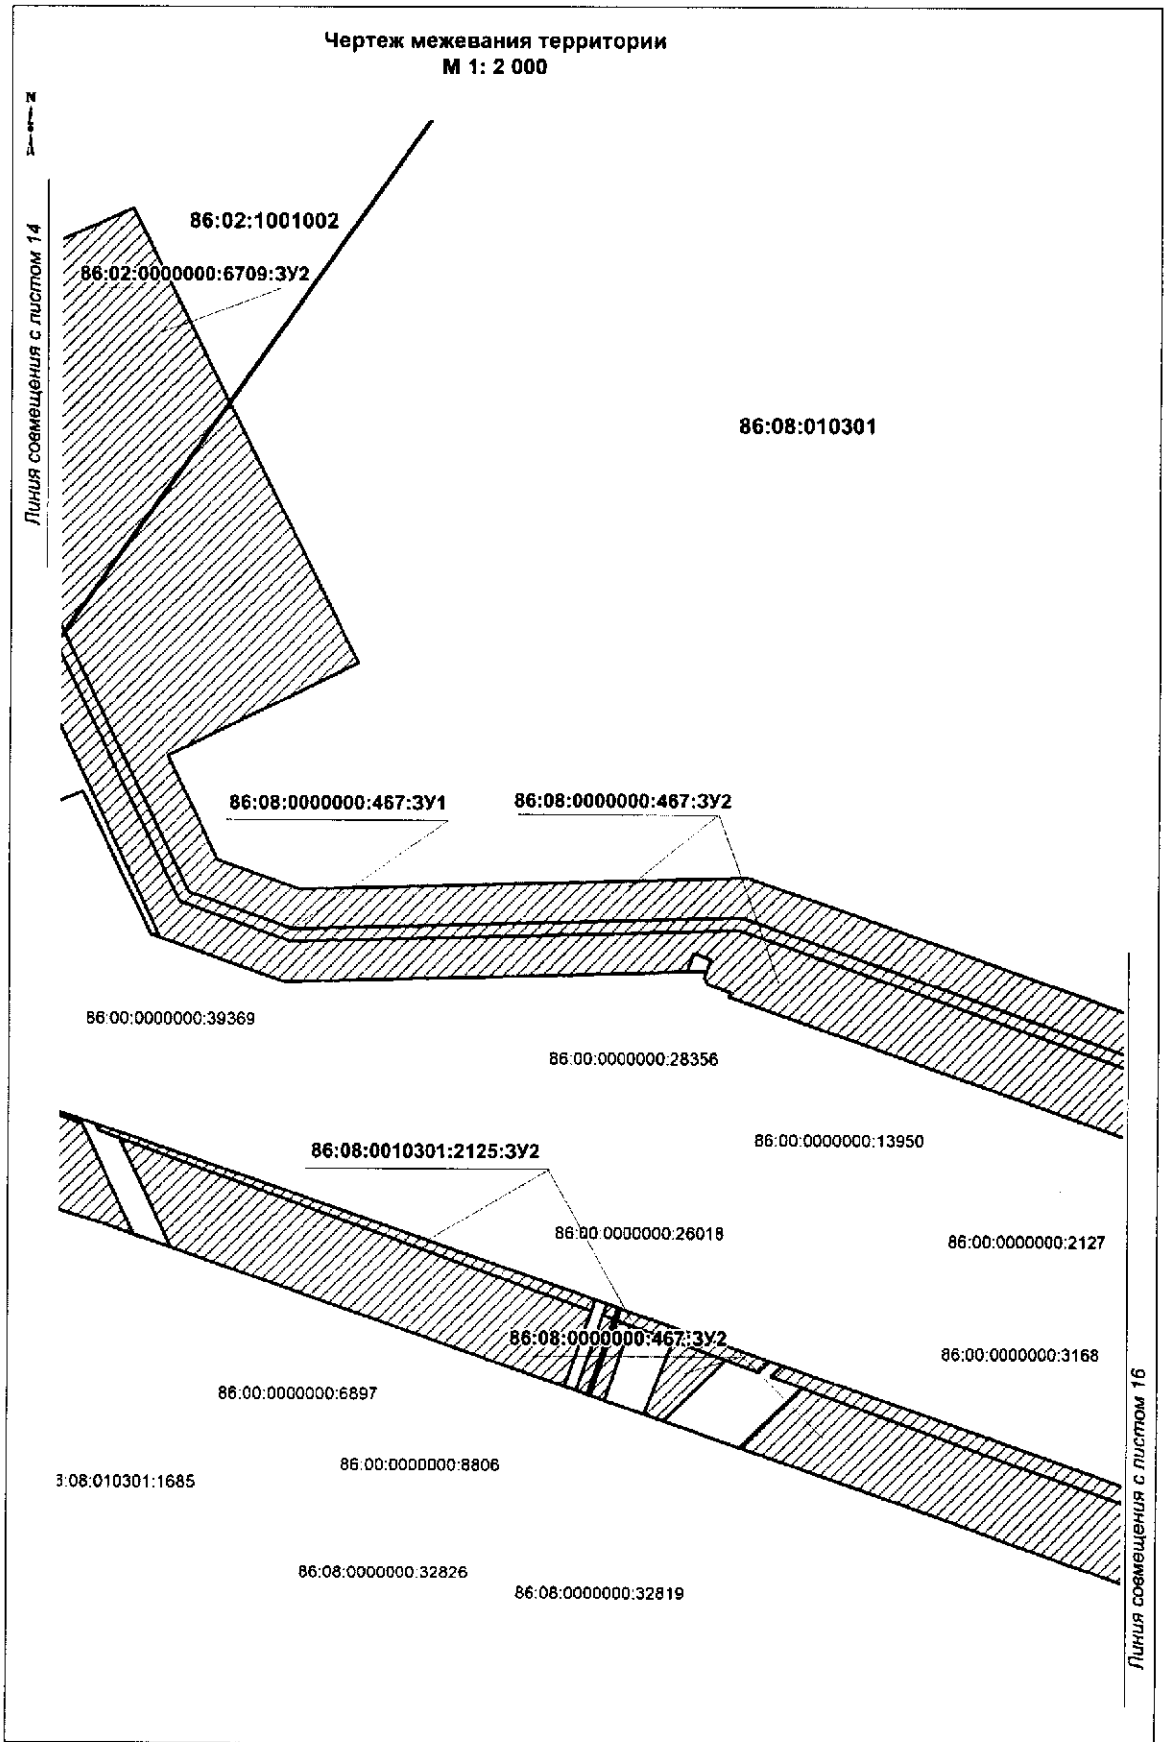 Чертеж межевания территории
М 1: 2 000
N
Линия совмещения с листом 14
86:02:1001002
86:02:0000000:6709:ЗУ2
86:08:010301
86:08:0000000:467:ЗУ1
86:08:0000000:467:ЗУ2
86:00:0000000:39369
86:00:0000000:28356
86:00:0000000:13950
86:08:0010301:2125:ЗУ2
86:00:0000000:26018
86:00:0000000:2127
86:08:0000000:467:ЗУ2
86:00:0000000:3168
86:00:0000000:6897
86:00:0000000:8806
3:08:010301:1685
86:08:0000000:32826
86:08:0000000:32819
Линия совмещения с листом 16